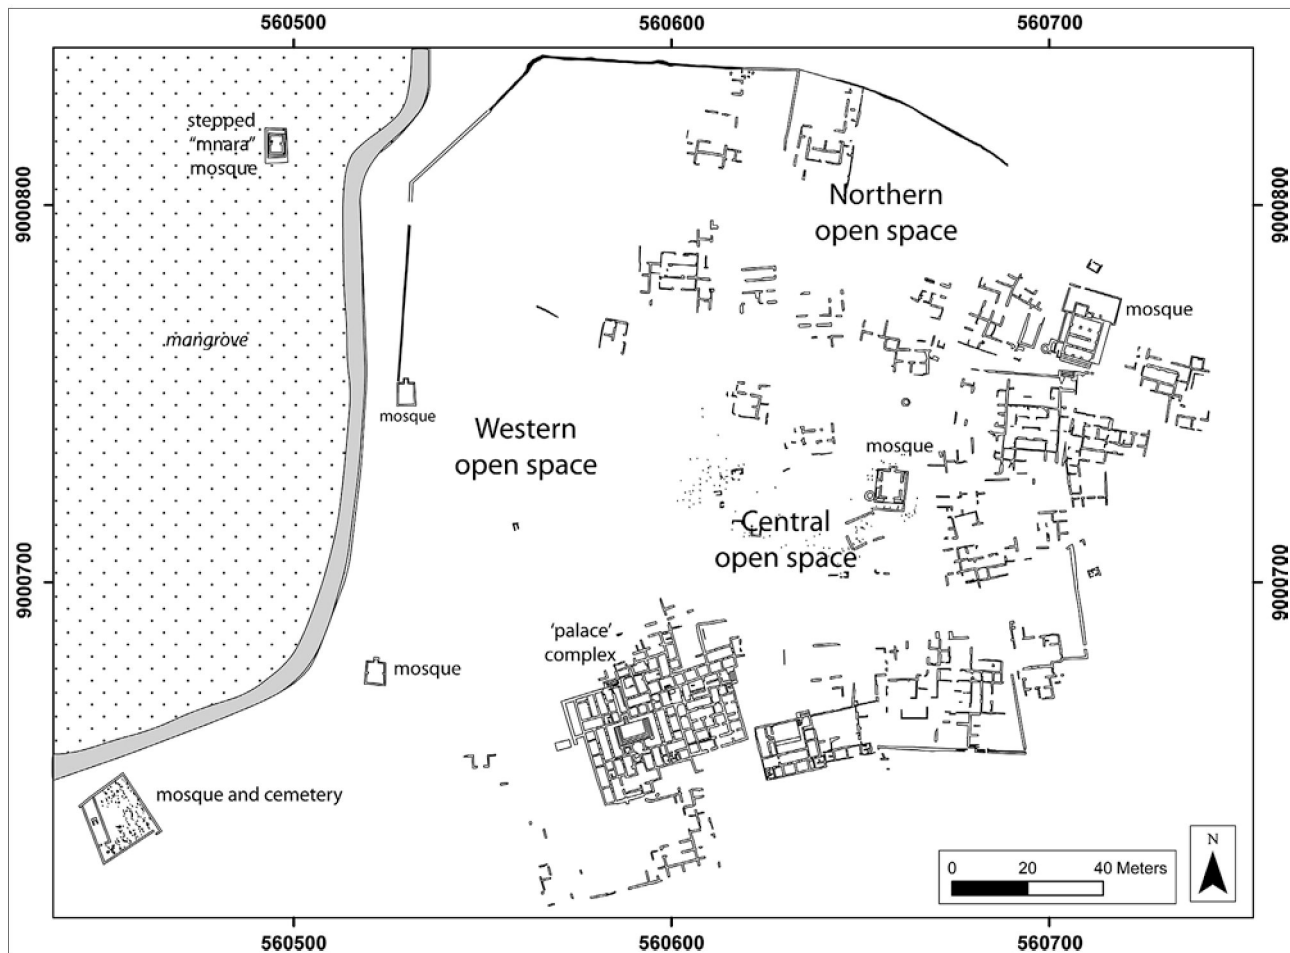 560500
560600
560700
stepped
"mnara"
mosque
9000800
9000800
Northern
open space
mosque
mangrove
mosque
Western
open space
mosque
Central
open space
9000700
9000700
'palace'
complex
mosque
mosque and cemetery
N
0 20 40 Meters
560500
560600
560700